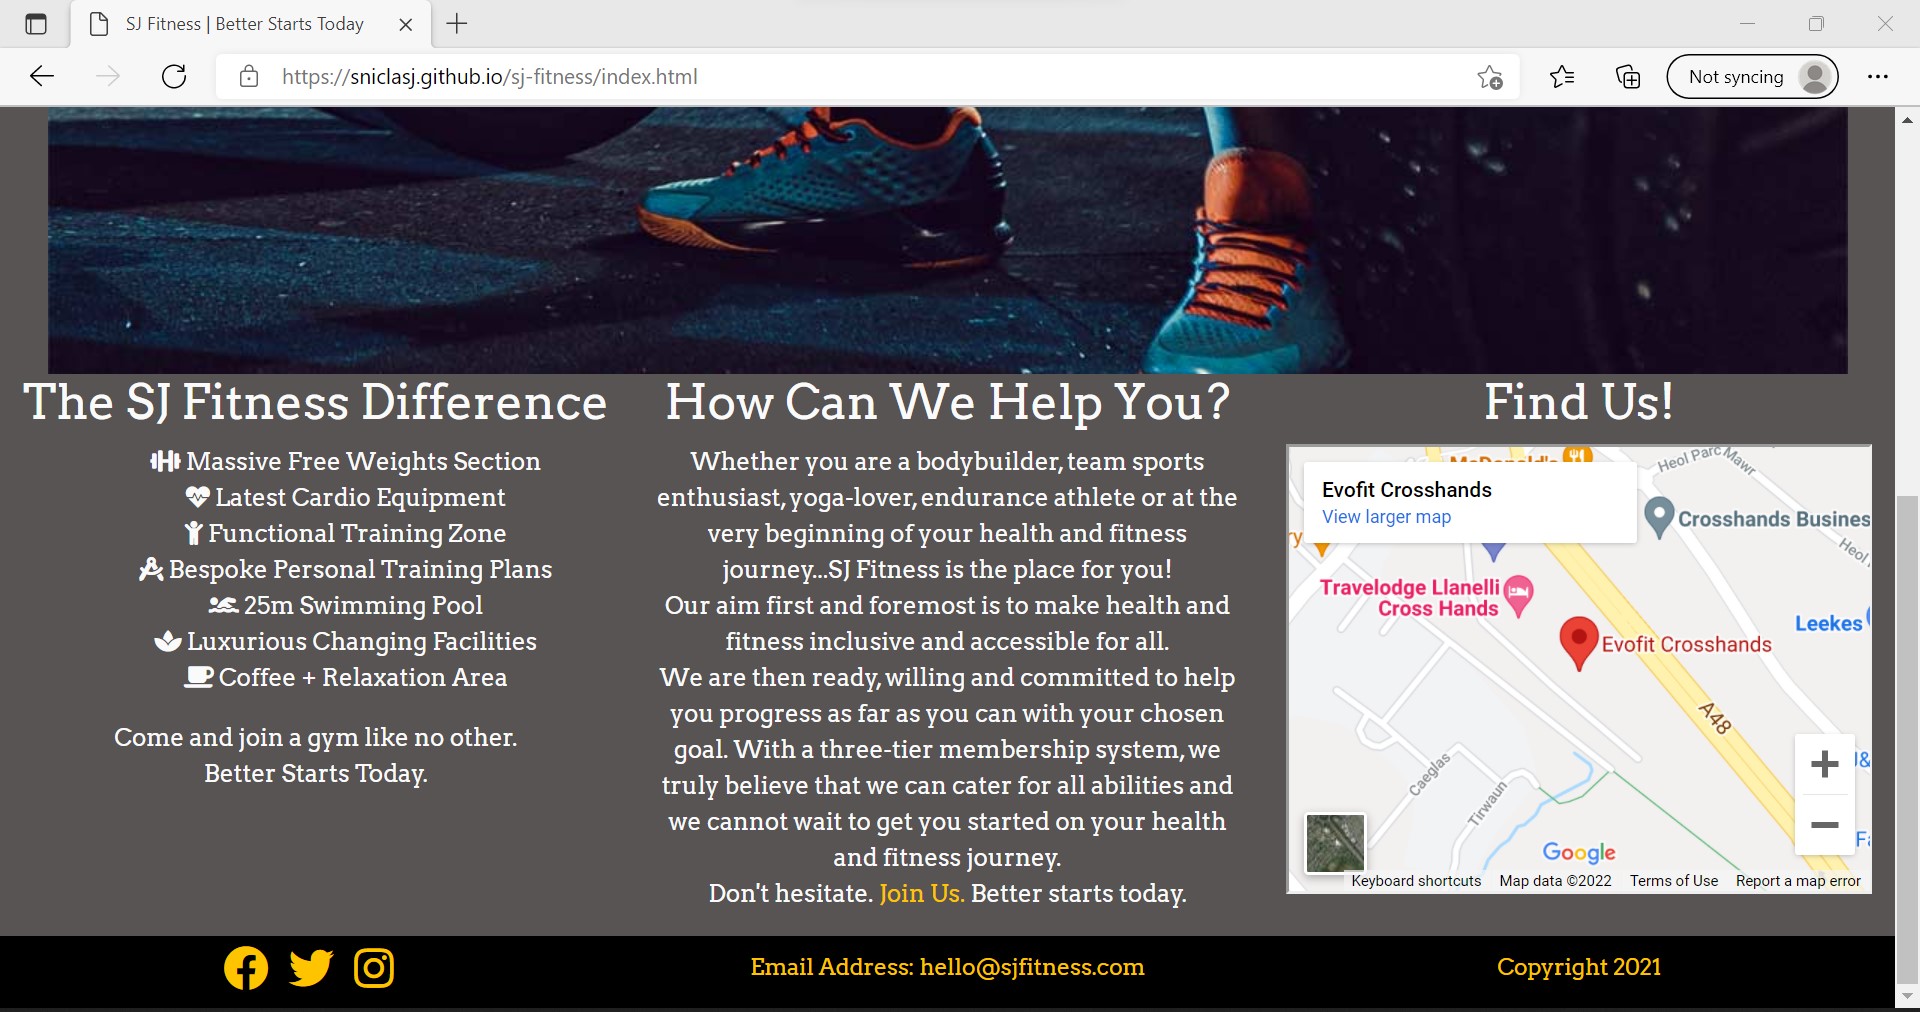 SJ Fitness | Better Starts Today
https://sniclasj.github.io/sj-fitness/index.html
Not syncing
The SJ Fitness Difference
Massive Free Weights Section
Latest Cardio Equipment
Functional Training Zone
Bespoke Personal Training Plans
25m Swimming Pool
Luxurious Changing Facilities
Coffee + Relaxation Area
Come and join a gym like no other.
Better Starts Today.
How Can We Help You?
Whether you are a bodybuilder, team sports
enthusiast, yoga-lover, endurance athlete or at the
very beginning of your health and fitness
journey...SJ Fitness is the place for you!
Our aim first and foremost is to make health and
fitness inclusive and accessible for all.
We are then ready, willing and committed to help
you progress as far as you can with your chosen
goal. With a three-tier membership system, we
truly believe that we can cater for all abilities and
we cannot wait to get you started on your health
and fitness journey.
Don't hesitate. Join Us. Better starts today.
Find Us!
McDonald's
Heol Parc Mawr
Evofit Crosshands
View larger map
Crosshands Busines
Heol
ry
Travelodge Llanelli
Cross Hands
Leekes
Evofit Crosshands
A48
J&
Caeglas
Tirwaun
Google
Keyboard shortcuts
Map data ©2022
Terms of Use
Report a map error
Email Address: hello@sjfitness.com
Copyright 2021